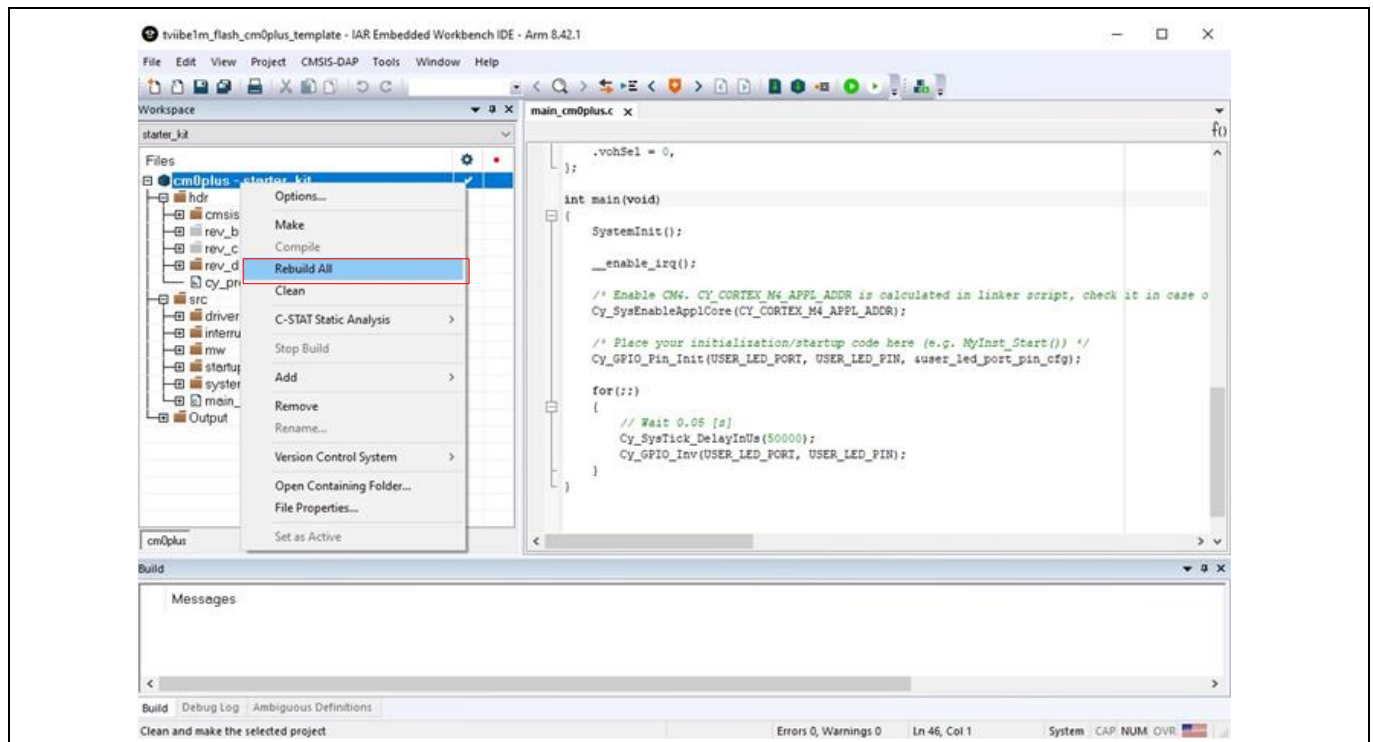 tviibe1m_flash_cm0plus_template - IAR Embedded Workbench IDE - Arm 8.42.1
File Edit View Project CMSIS-DAP Tools Window Help
Workspace
main_cm0plus.c
starter_kit
f()
Files
cm0plus - starter_kit
hdr
cmsis
rev_b
rev_c
rev_d
cy_pr
src
driver
interru
mw
startup
system
main_
Output
cm0plus
Options...
Make
Compile
Rebuild All
Clean
C-STAT Static Analysis
Stop Build
Add
Remove
Rename...
Version Control System
Open Containing Folder...
File Properties...
Set as Active
.vohSel = 0,
};
int main(void)
{
SystemInit();
__enable_irq();
/* Enable CM4. CY_CORTEX_M4_APPL_ADDR is calculated in linker script, check it in case o
Cy_SysEnableApplCore(CY_CORTEX_M4_APPL_ADDR);
/* Place your initialization/startup code here (e.g. MyInst_Start()) */
Cy_GPIO_Pin_Init(USER_LED_PORT, USER_LED_PIN, &user_led_port_pin_cfg);
for(;;)
{
// Wait 0.05 [s]
Cy_SysTick_DelayInUs(50000);
Cy_GPIO_Inv(USER_LED_PORT, USER_LED_PIN);
}
}
Build
Messages
Build Debug Log Ambiguous Definitions
Clean and make the selected project Errors 0, Warnings 0 Ln 46, Col 1 System CAP NUM OVR